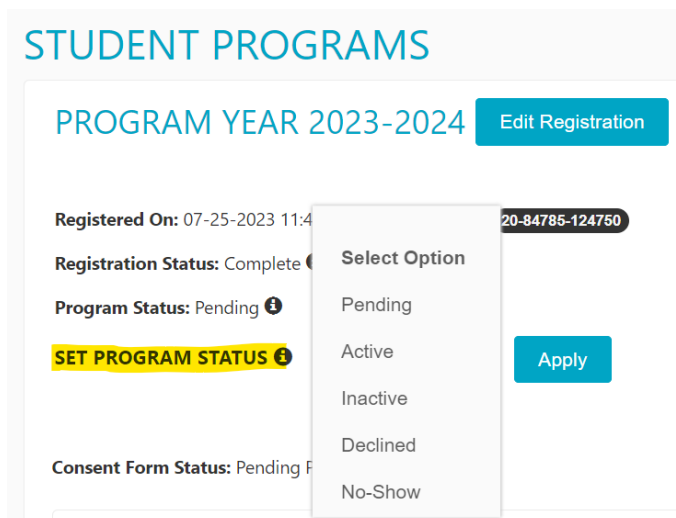 STUDENT PROGRAMS
PROGRAM YEAR 2023-2024 Edit Registration
Registered On: 07-25-2023 11:4 20-84785-124750
Registration Status: Complete
Select Option
Program Status: Pending
Pending
SET PROGRAM STATUS
Active
Apply
Inactive
Declined
Consent Form Status: Pending
No-Show